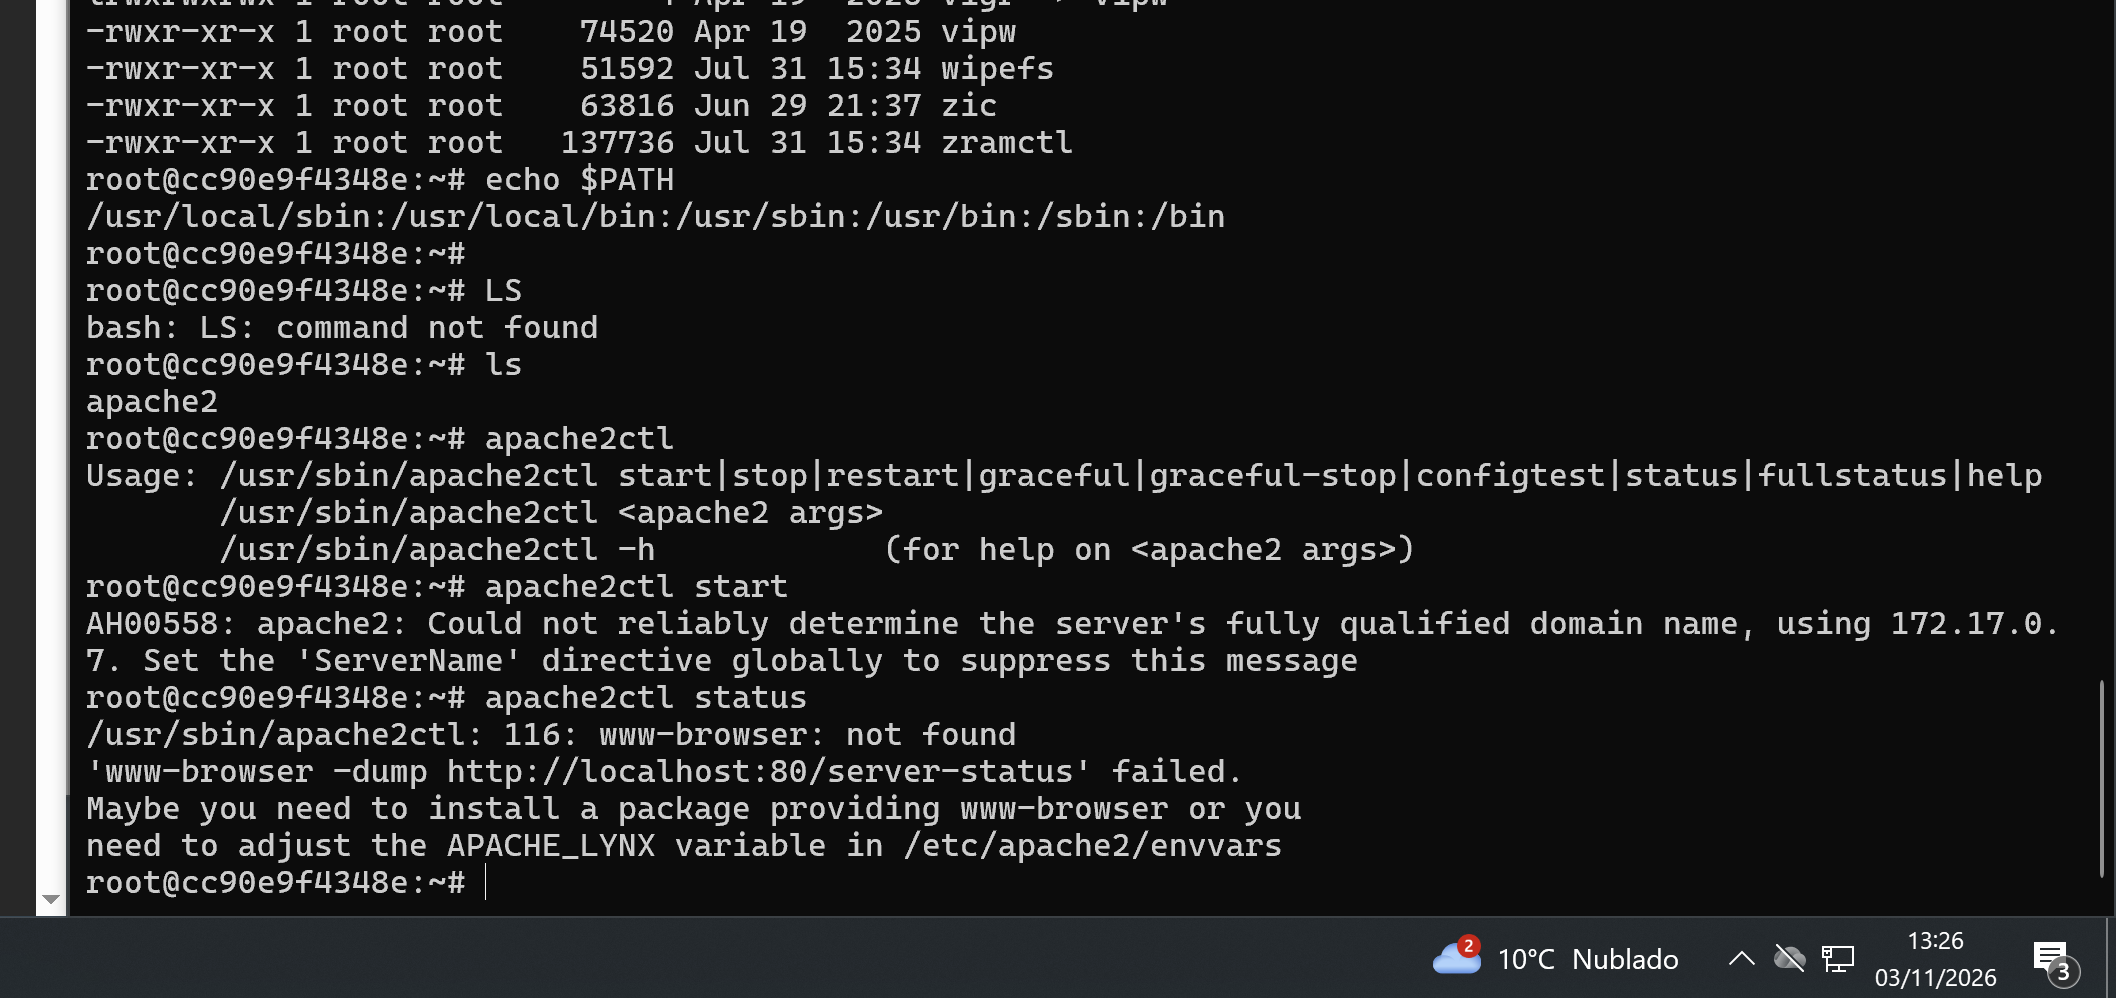 -rwxr-xr-x 1 root root    74520 Apr 19  2025 vipw
-rwxr-xr-x 1 root root    51592 Jul 31 15:34 wipefs
-rwxr-xr-x 1 root root    63816 Jun 29 21:37 zic
-rwxr-xr-x 1 root root   137736 Jul 31 15:34 zramctl
root@cc90e9f4348e:~# echo $PATH
/usr/local/sbin:/usr/local/bin:/usr/sbin:/usr/bin:/sbin:/bin
root@cc90e9f4348e:~#
root@cc90e9f4348e:~# LS
bash: LS: command not found
root@cc90e9f4348e:~# ls
apache2
root@cc90e9f4348e:~# apache2ctl
Usage: /usr/sbin/apache2ctl start|stop|restart|graceful|graceful-stop|configtest|status|fullstatus|help
       /usr/sbin/apache2ctl <apache2 args>
       /usr/sbin/apache2ctl -h            (for help on <apache2 args>)
root@cc90e9f4348e:~# apache2ctl start
AH00558: apache2: Could not reliably determine the server's fully qualified domain name, using 172.17.0.
7. Set the 'ServerName' directive globally to suppress this message
root@cc90e9f4348e:~# apache2ctl status
/usr/sbin/apache2ctl: 116: www-browser: not found
'www-browser -dump http://localhost:80/server-status' failed.
Maybe you need to install a package providing www-browser or you
need to adjust the APACHE_LYNX variable in /etc/apache2/envvars
root@cc90e9f4348e:~#
2 10°C Nublado
13:26
03/11/2026
3